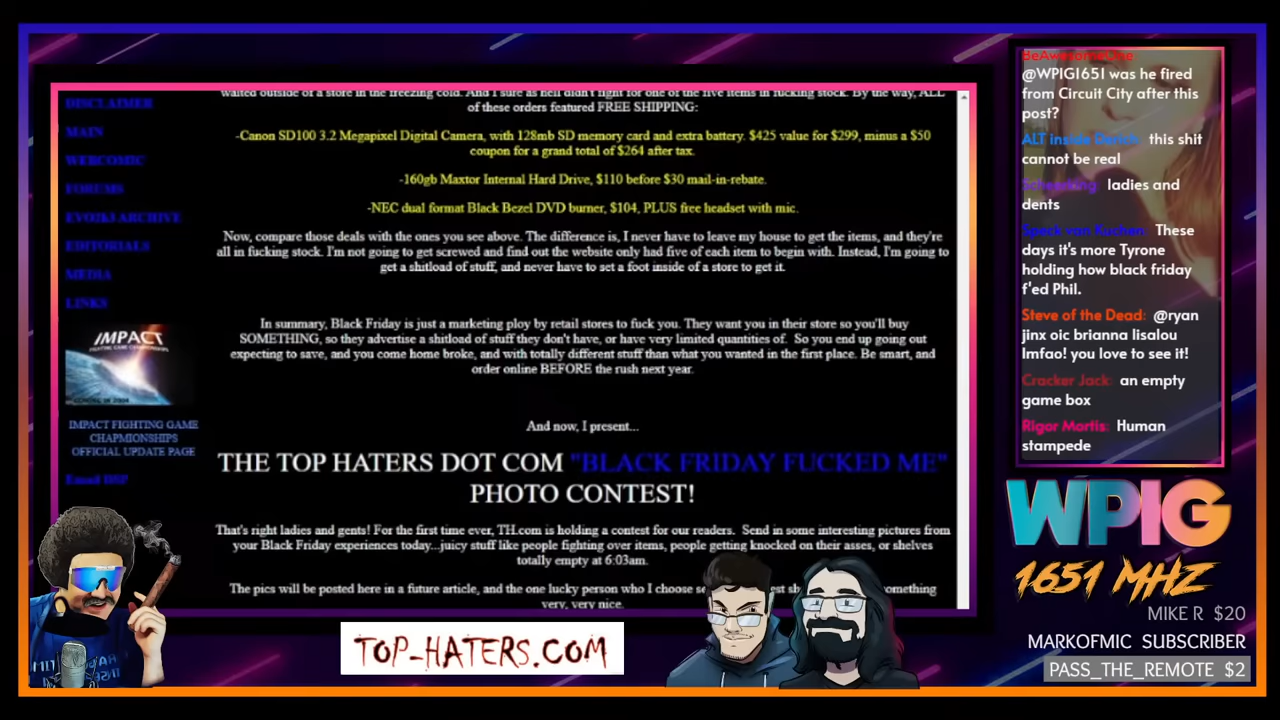 DISCLAIMER
MAIN
WEBCOMIC
FORUMS
EVO2K3 ARCHIVE
EDITORIALS
MEDIA
LINKS
IMPACT
IMPACT FIGHTING GAME
CHAPMIONSHIPS
OFFICIAL UPDATE PAGE
Email DSP
waited outside of a store in the freezing cold. And I sure as hell didn't fight for one of the five items in fucking stock. By the way, ALL
of these orders featured FREE SHIPPING:
-Canon SD100 3.2 Megapixel Digital Camera, with 128mb SD memory card and extra battery. $425 value for $299, minus a $50
coupon for a grand total of $264 after tax.
-160gb Maxtor Internal Hard Drive, $110 before $30 mail-in-rebate.
-NEC dual format Black Bezel DVD burner, $104, PLUS free headset with mic.
Now, compare those deals with the ones you see above. The difference is, I never have to leave my house to get the items, and they're
all in fucking stock. I'm not going to get screwed and find out the website only had five of each item to begin with. Instead, I'm going to
get a shitload of stuff, and never have to set a foot inside of a store to get it.
In summary, Black Friday is just a marketing ploy by retail stores to fuck you. They want you in their store so you'll buy
SOMETHING, so they advertise a shitload of stuff they don't have, or have very limited quantities of. So you end up going out
expecting to save, and you come home broke, and with totally different stuff than what you wanted in the first place. Be smart, and
order online BEFORE the rush next year.
And now, I present...
THE TOP HATERS DOT COM "BLACK FRIDAY FUCKED ME"
PHOTO CONTEST!
That's right ladies and gents! For the first time ever, TH.com is holding a contest for our readers. Send in some interesting pictures from
your Black Friday experiences today...juicy stuff like people fighting over items, people getting knocked on their asses, or shelves
totally empty at 6:03am.
The pics will be posted here in a future article, and the one lucky person who I choose
very, very nice.
TOP-HATERS.COM
BeAwesomeOne
@WPIG1651 was he fired
from Circuit City after this
post?
ALT inside Derich: this shit
cannot be real
ladies and
dents
Speck von Kuchen: These
days it's more Tyrone
holding how black friday
f'ed Phil.
Steve of the Dead: @ryan
jinx oic brianna lisalou
lmfao! you love to see it!
Cracker Jack: an empty
game box
Rigor Mortis: Human
stampede
WPIG
1651 MHZ
MIKE R $20
MARKOFMIC SUBSCRIBER
PASS_THE_REMOTE $2